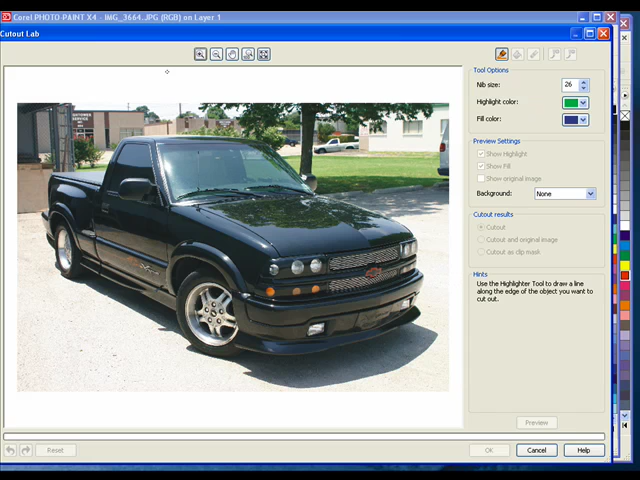 Corel PHOTO-PAINT X4 - IMG_3664.JPG (RGB) on Layer 1
Cutout Lab
Tool Options
Nib size: 26
Highlight color:
Fill color:
Preview Settings
Show Highlight
Show Fill
Show original image
Background: None
Cutout results
Cutout
Cutout and original image
Cutout as clip mask
Hints
Use the Highlighter Tool to draw a line
along the edge of the object you want to
cut out.
Preview
Reset
OK
Cancel
Help